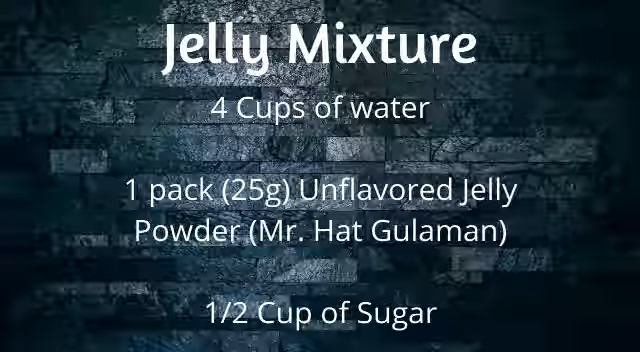 Jelly Mixture
4 Cups of water
1 pack (25g) Unflavored Jelly
Powder (Mr. Hat Gulaman)
1/2 Cup of Sugar